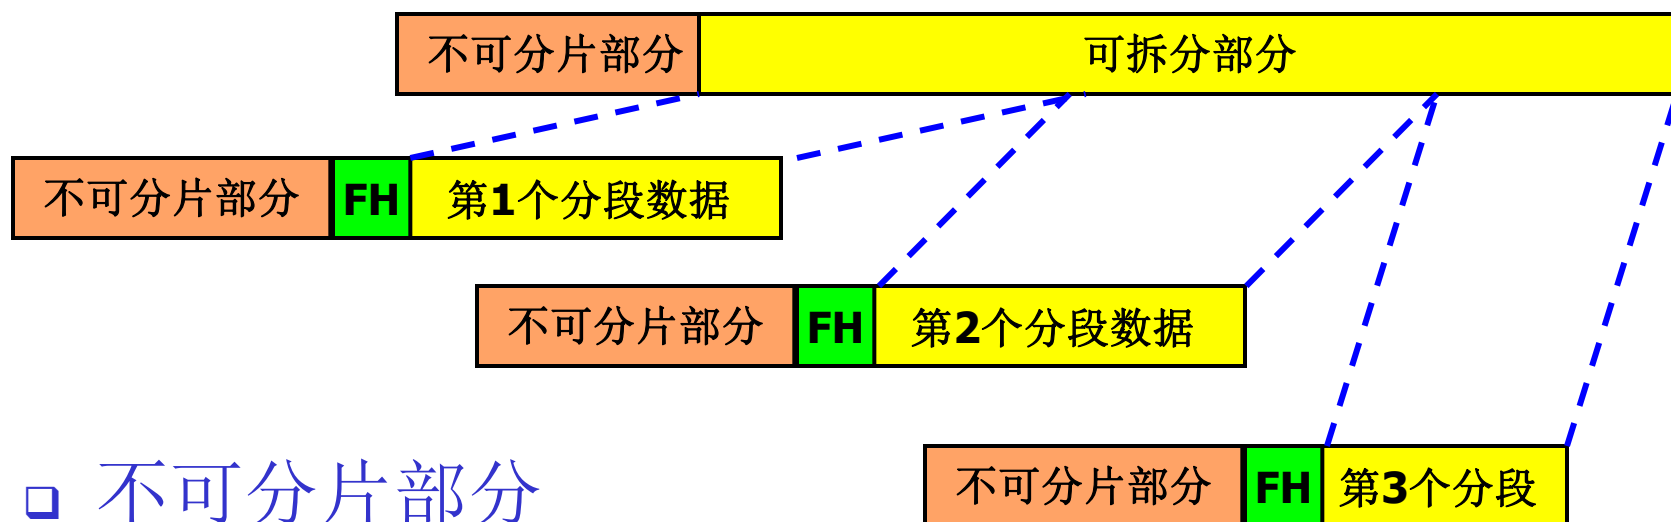 不可分片部分 可拆分部分
不可分片部分 FH 第1个分段数据
不可分片部分 FH 第2个分段数据
不可分片部分 FH 第3个分段
不可分片部分